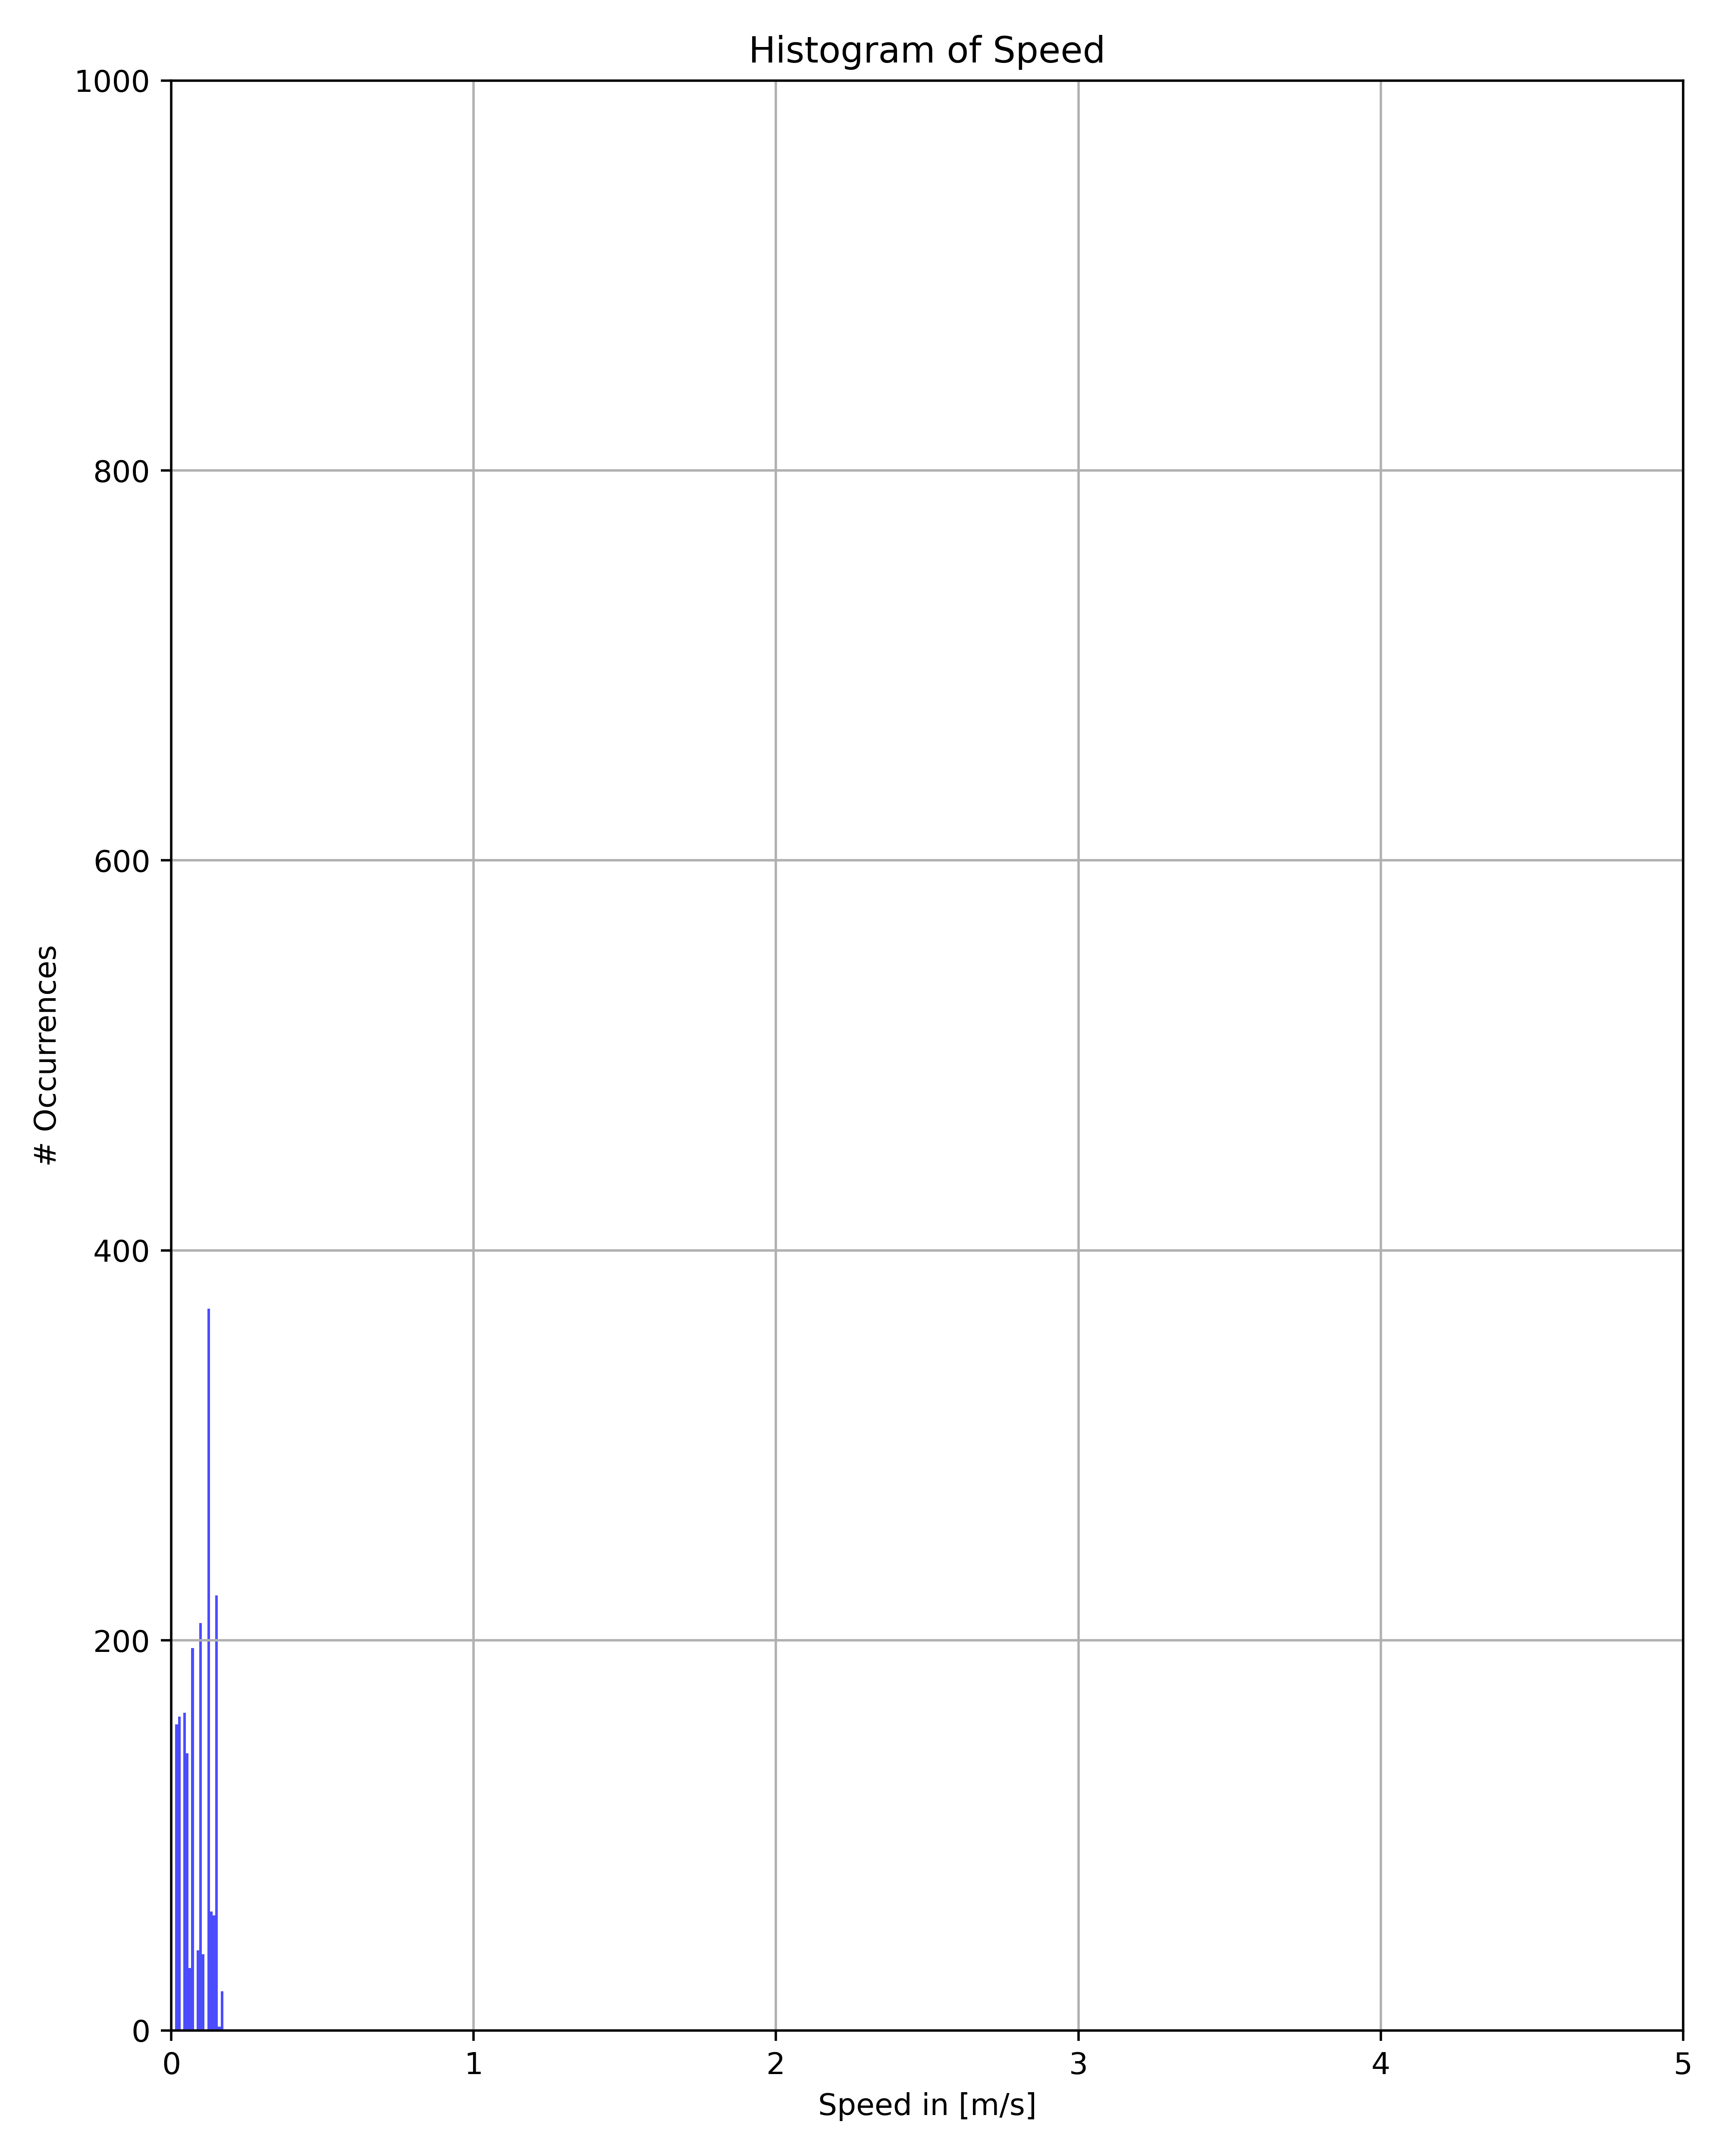 Histogram of Speed
1000
800
600
400
200
0
# Occurrences
0 1 2 3 4 5
Speed in [m/s]